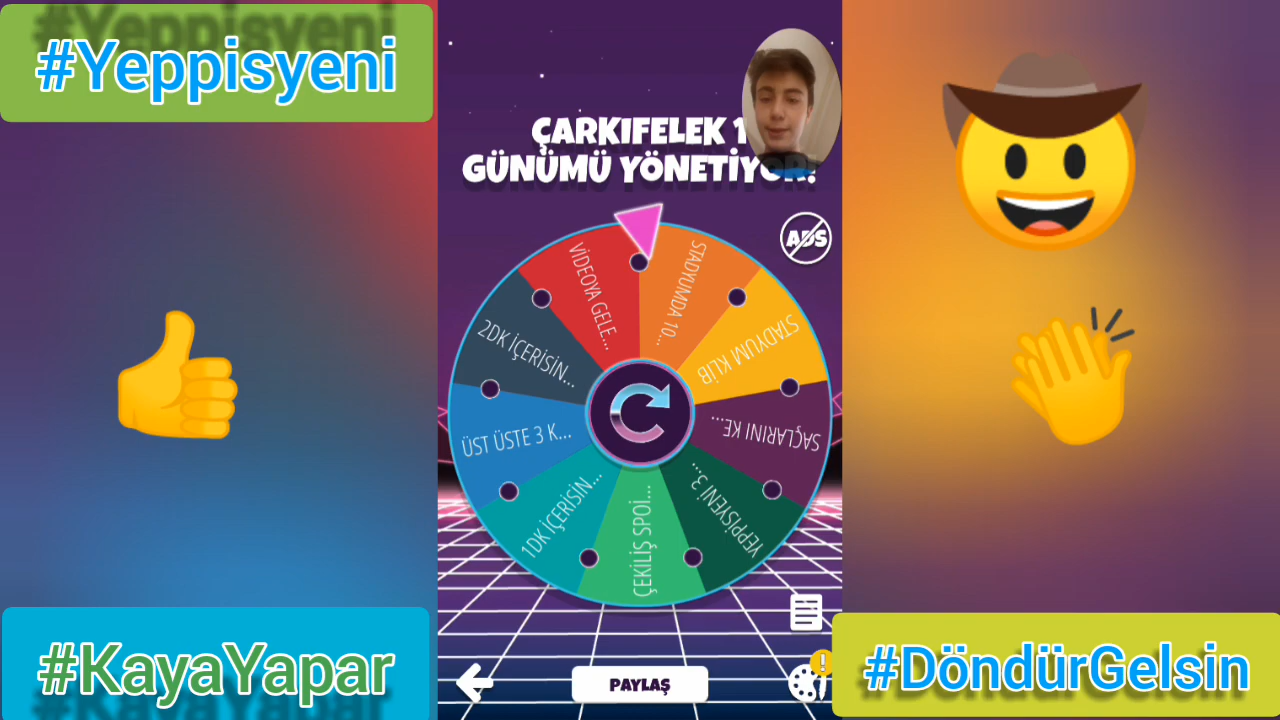 #Yeppisyeni
ÇARKIFELEK 1
GÜNÜMÜ YÖNETİYOR!
ADS
VİDEOYA GELE...
STADYUMDA 10...
STADYUM KLİB
SAÇLARINI KE...
YEPPİSYENİ 3...
ÇEKİLİŞ SPOİ...
1DK İÇERİSİN...
ÜST ÜSTE 3 K...
2DK İÇERİSİN...
PAYLAŞ
#KayaYapar
#DöndürGelsin